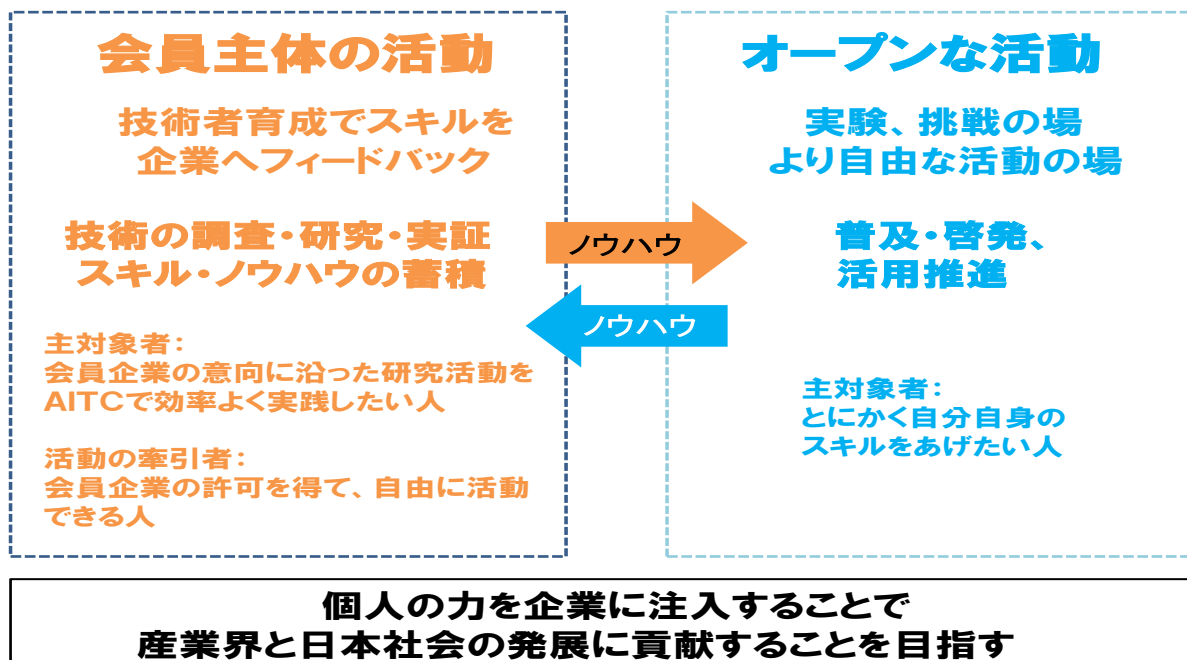 会員主体の活動
技術者育成でスキルを
企業へフィードバック
技術の調査・研究・実証
スキル・ノウハウの蓄積
主対象者：
会員企業の意向に沿った研究活動を
AITCで効率よく実践したい人
活動の牽引者：
会員企業の許可を得て、自由に活動
できる人
ノウハウ
ノウハウ
オープンな活動
実験、挑戦の場
より自由な活動の場
普及・啓発、
活用推進
主対象者：
とにかく自分自身の
スキルをあげたい人
個人の力を企業に注入することで
産業界と日本社会の発展に貢献することを目指す